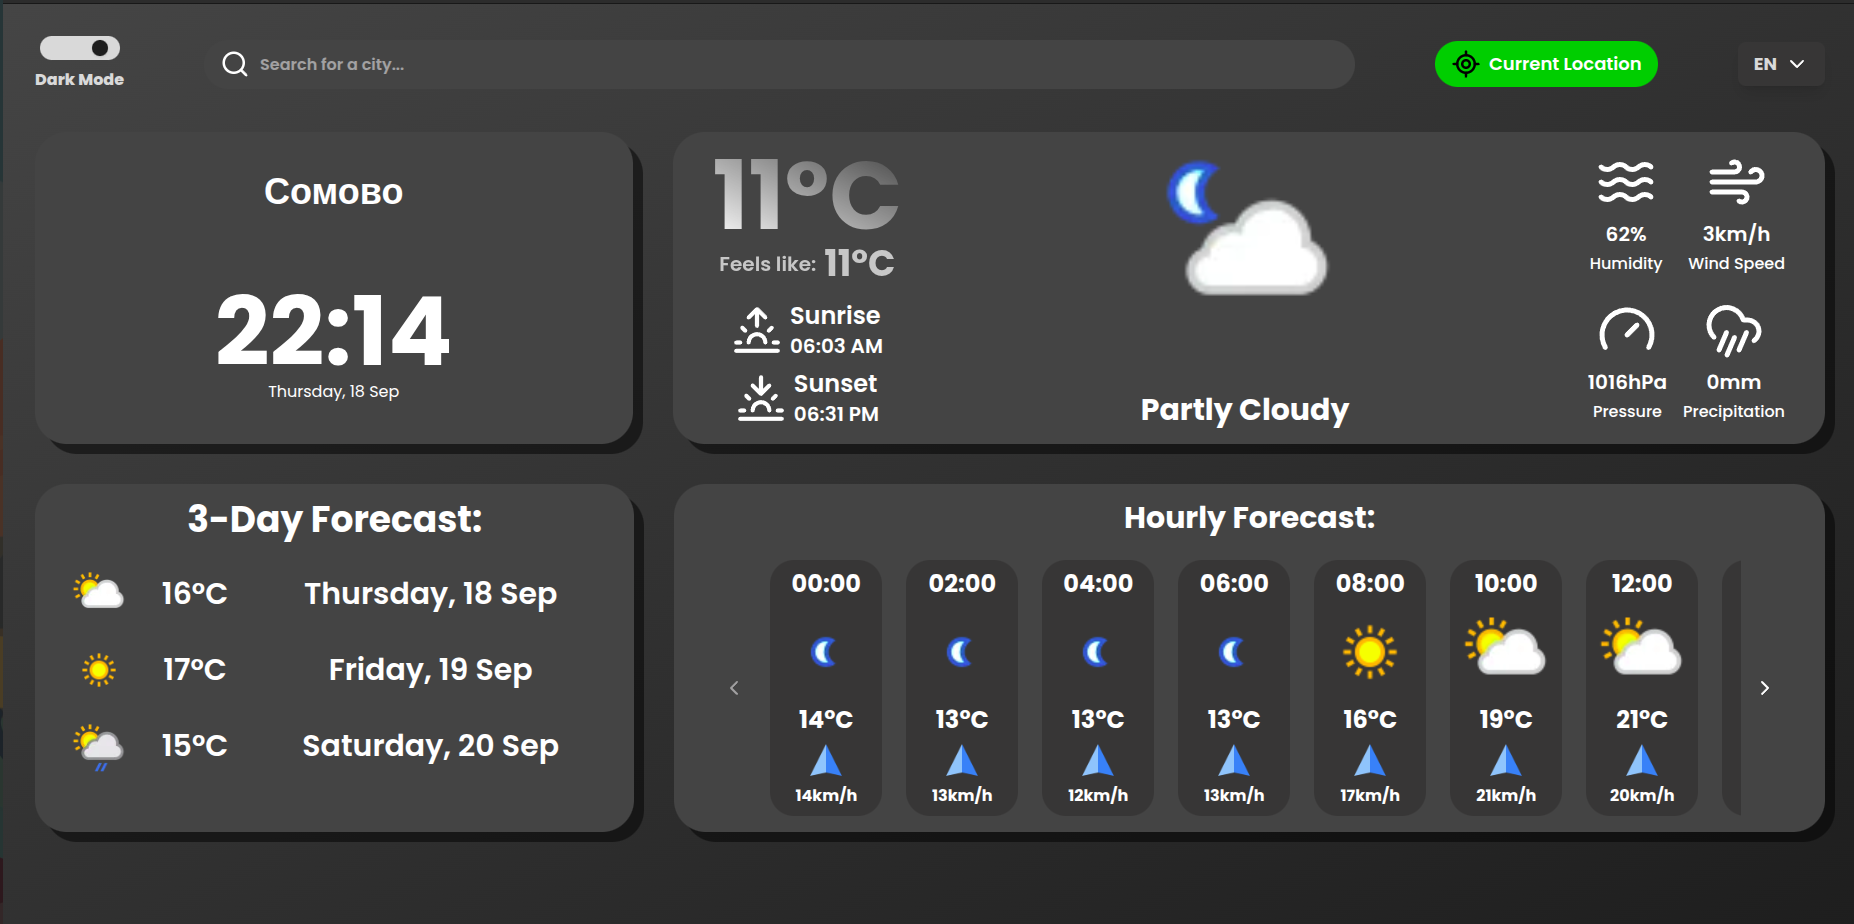 Dark Mode
Search for a city...
Current Location
EN
Сомово
22:14
Thursday, 18 Sep
11°C
Feels like: 11°C
Sunrise
06:03 AM
Sunset
06:31 PM
Partly Cloudy
62%
Humidity
3km/h
Wind Speed
1016hPa
Pressure
0mm
Precipitation
3-Day Forecast:
16°C Thursday, 18 Sep
17°C Friday, 19 Sep
15°C Saturday, 20 Sep
Hourly Forecast:
00:00 02:00 04:00 06:00 08:00 10:00 12:00
14°C 13°C 13°C 13°C 16°C 19°C 21°C
14km/h 13km/h 12km/h 13km/h 17km/h 21km/h 20km/h